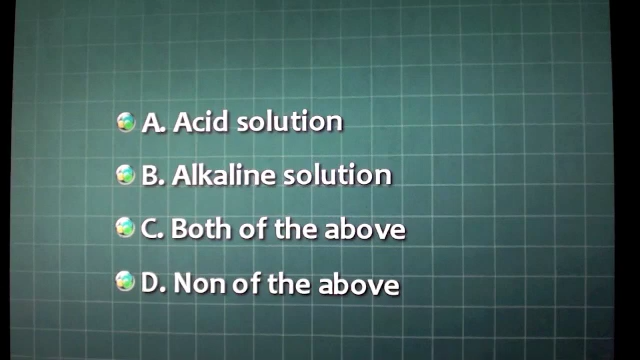 A. Acid solution
B. Alkaline solution
C. Both of the above
D. Non of the above